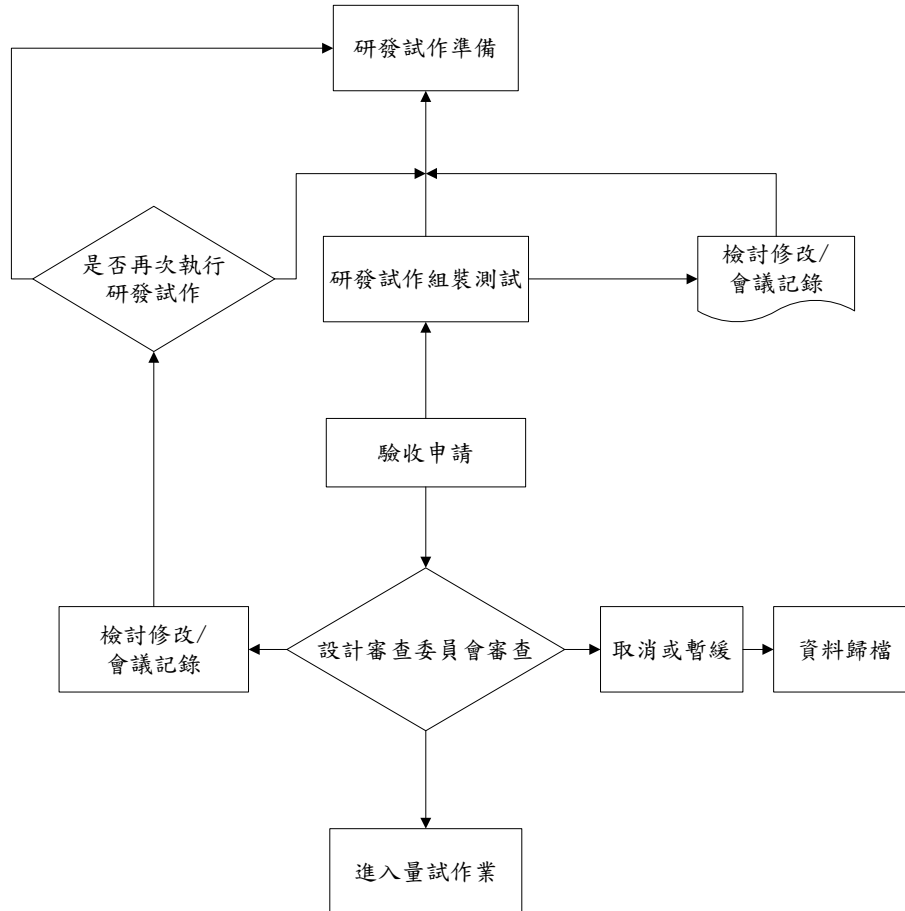 研發試作準備
是否再次執行
研發試作
研發試作組裝測試
檢討修改/
會議記錄
驗收申請
檢討修改/
會議記錄
設計審查委員會審查
取消或暫緩
資料歸檔
進入量試作業